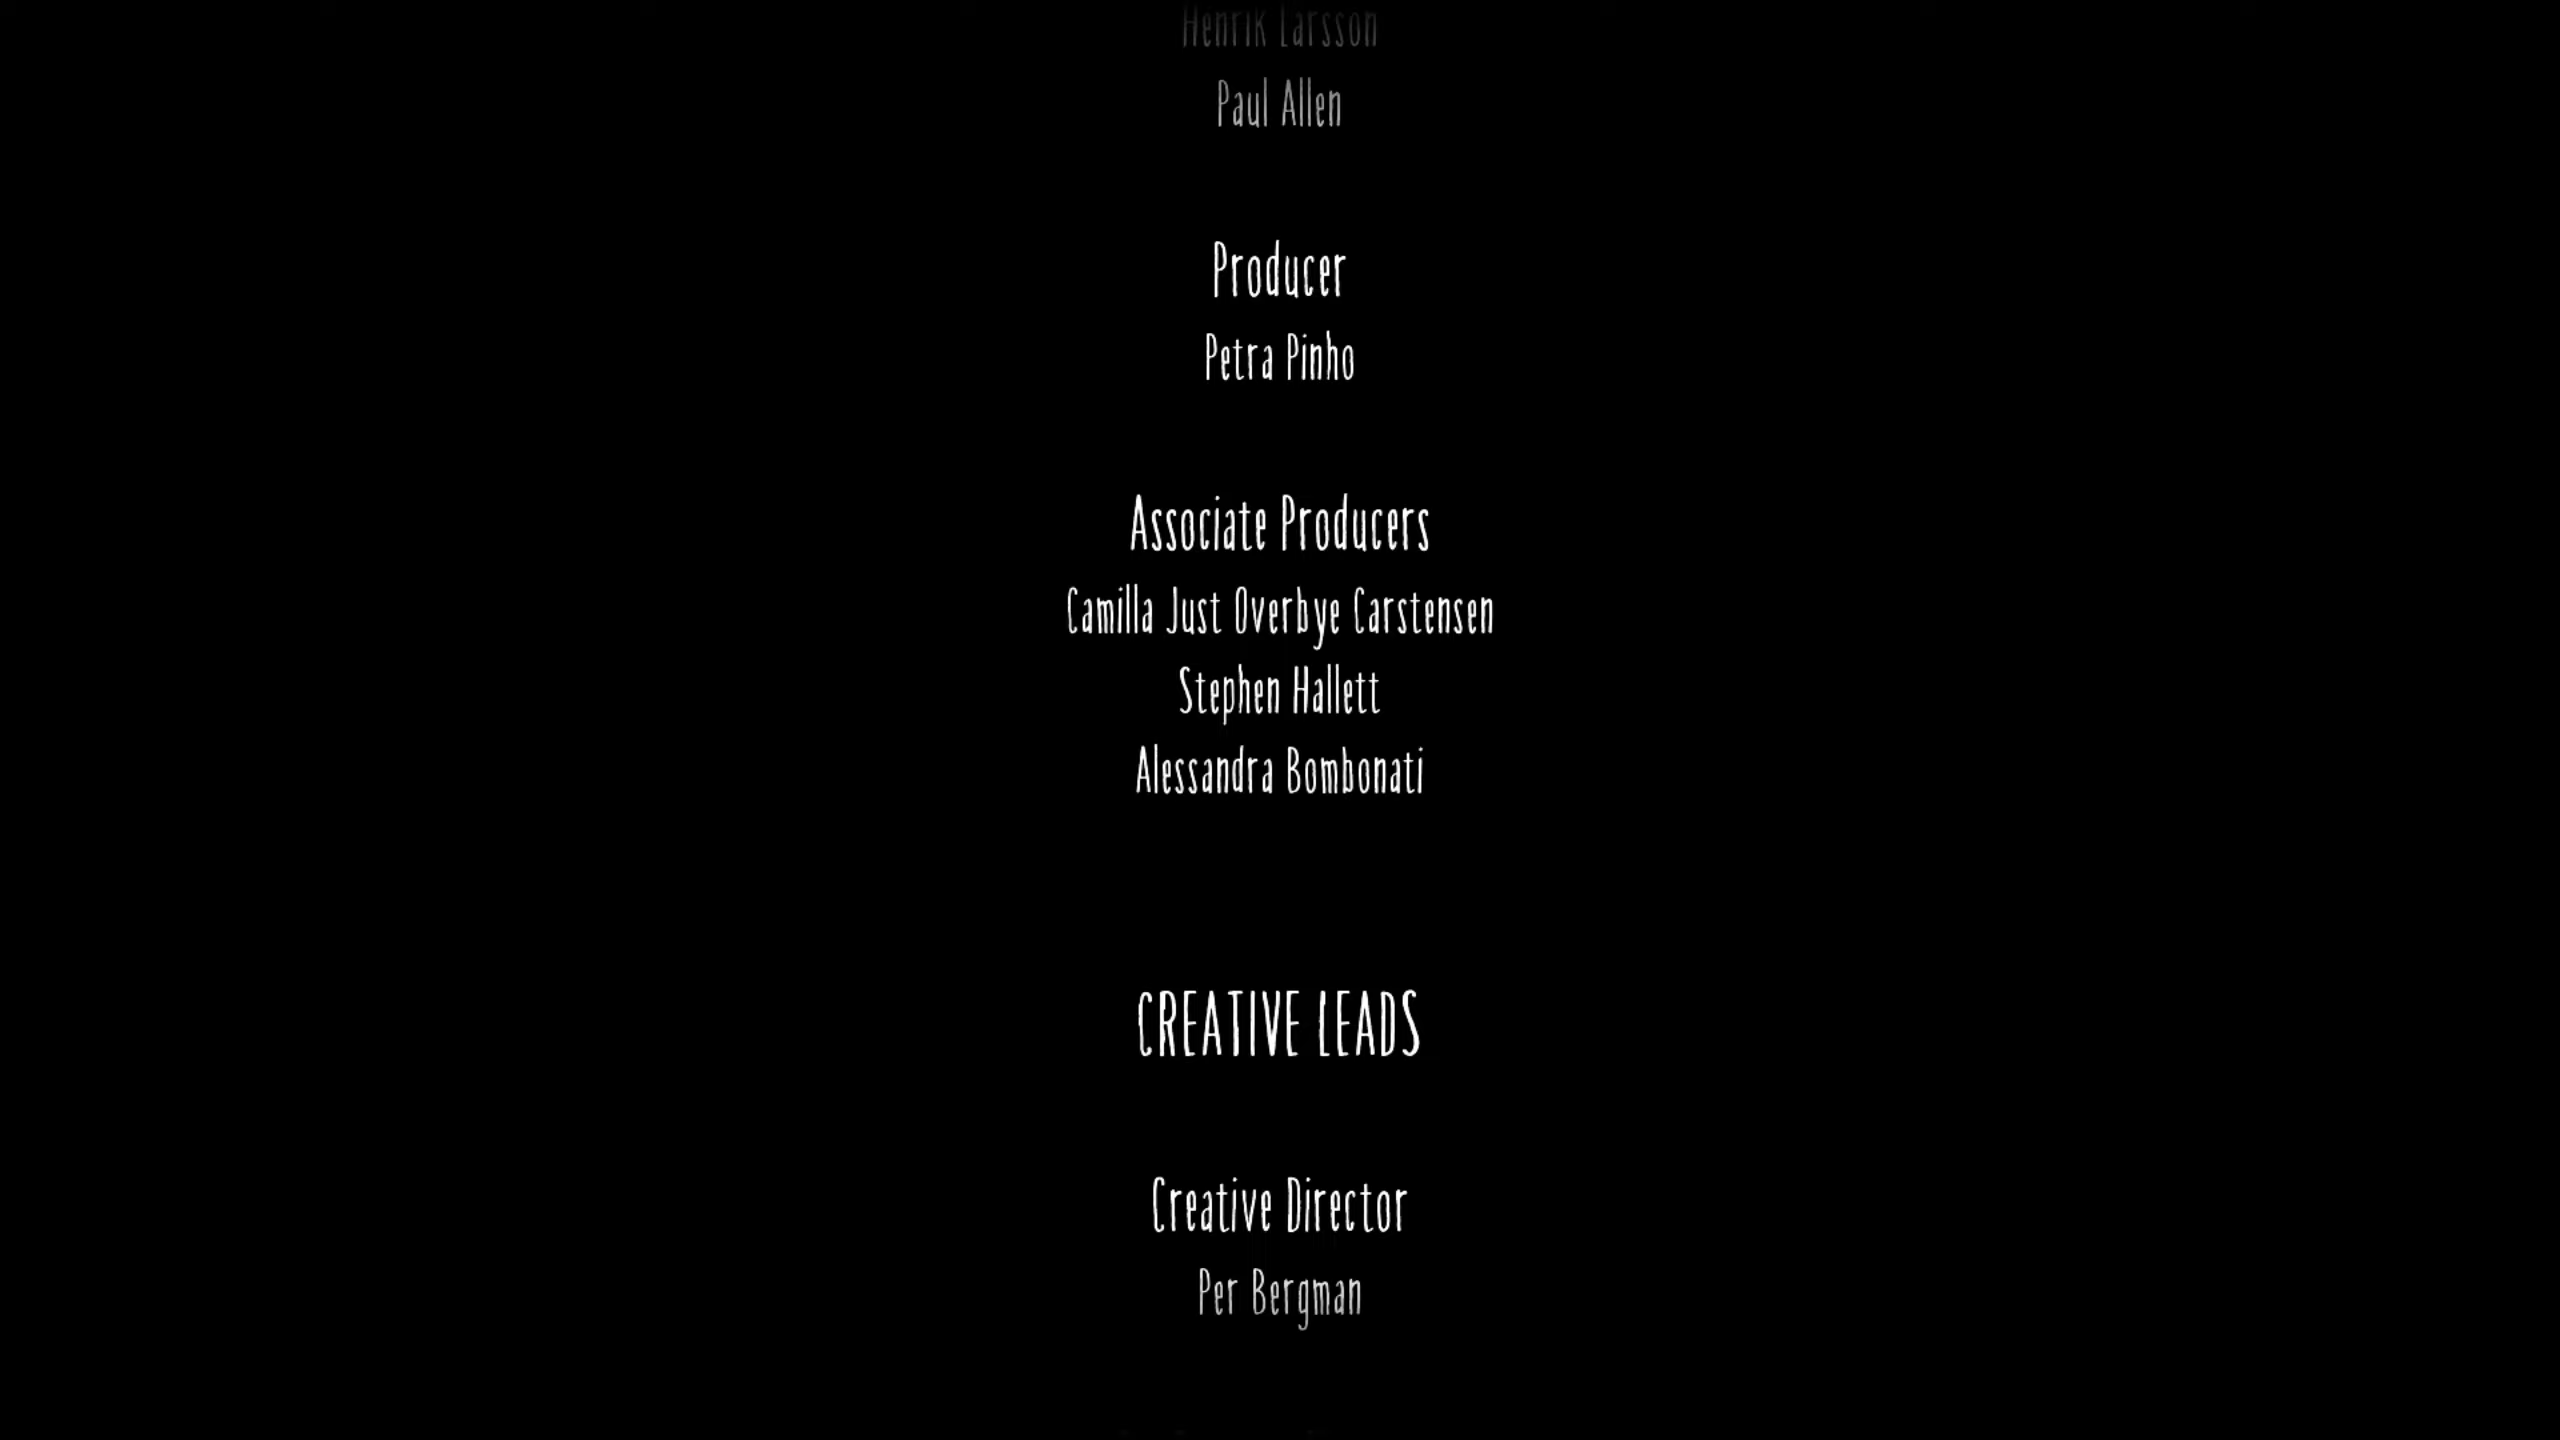 Henrik Larsson
Paul Allen
Producer
Petra Pinho
Associate Producers
Camilla Just Overbye Carstensen
Stephen Hallett
Alessandra Bombonati
CREATIVE LEADS
Creative Director
Per Bergman